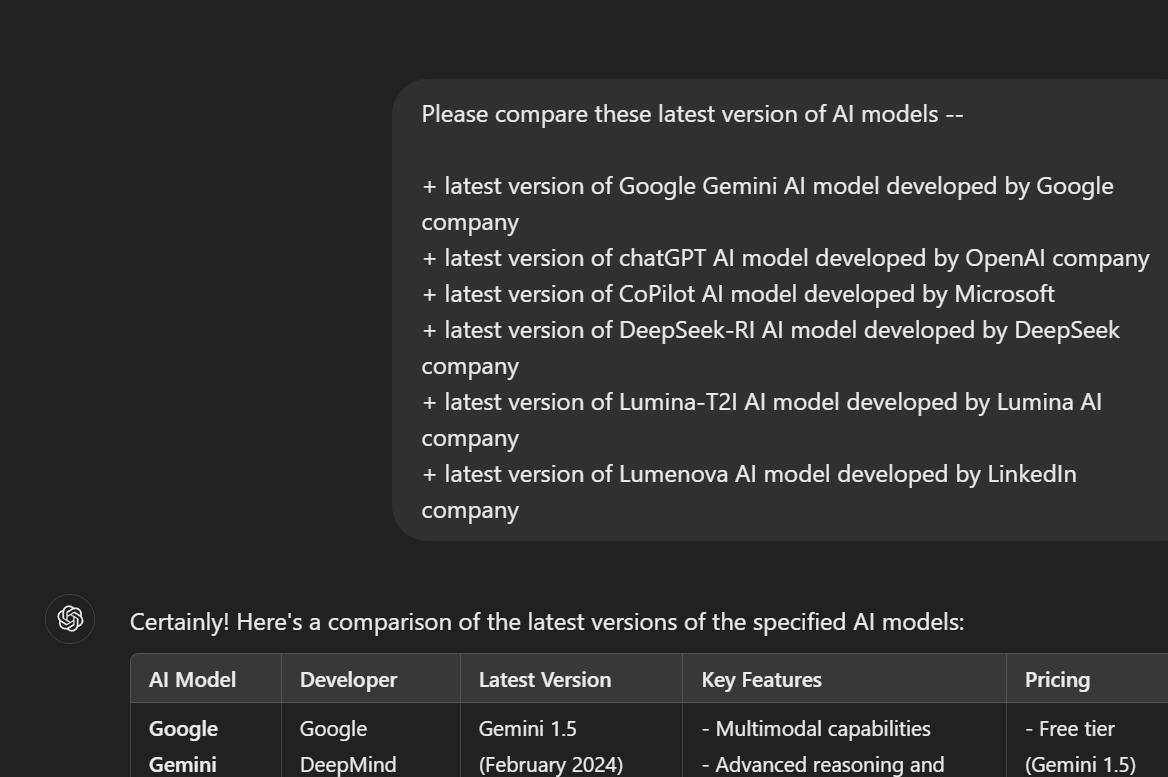 Please compare these latest version of AI models --
+ latest version of Google Gemini AI model developed by Google
company
+ latest version of chatGPT AI model developed by OpenAI company
+ latest version of CoPilot AI model developed by Microsoft
+ latest version of DeepSeek-RI AI model developed by DeepSeek
company
+ latest version of Lumina-T2I AI model developed by Lumina AI
company
+ latest version of Lumenova AI model developed by LinkedIn
company
Certainly! Here's a comparison of the latest versions of the specified AI models:
AI Model Developer Latest Version Key Features Pricing
Google Google Gemini 1.5 - Multimodal capabilities - Free tier
Gemini DeepMind (February 2024) - Advanced reasoning and (Gemini 1.5)